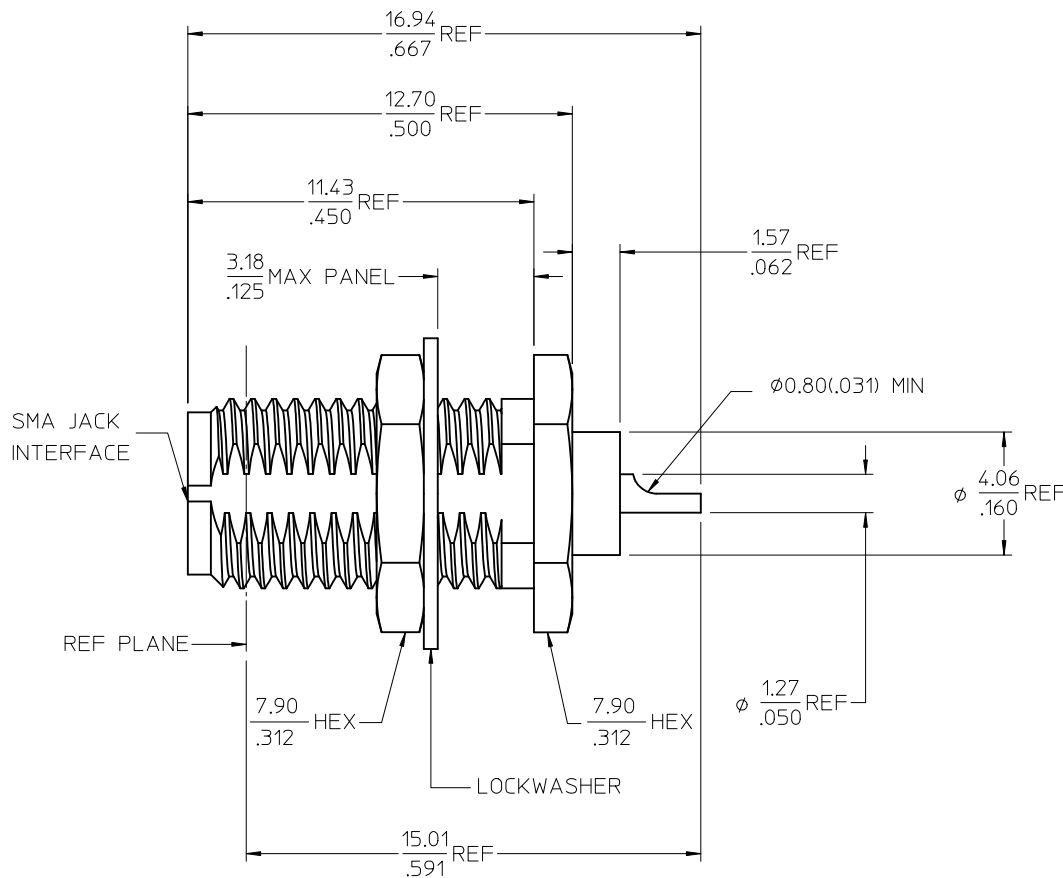 16.94
.667 REF
12.70
.500 REF
11.43
.450 REF
3.18
.125 MAX PANEL
1.57
.062 REF
Ø0.80(.031) MIN
SMA JACK
INTERFACE
Ø 4.06
.160 REF
REF PLANE
7.90
.312 HEX
7.90
.312 HEX
Ø 1.27
.050 REF
LOCKWASHER
15.01
.591 REF